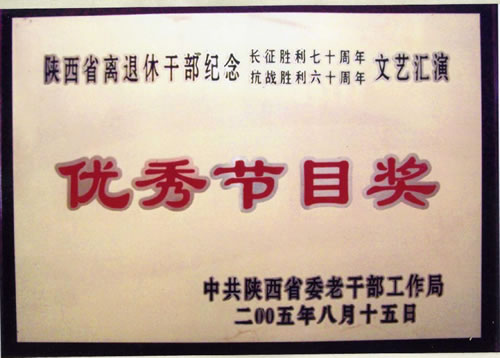 陕西省离退休干部纪念 长征胜利七十周年 抗战胜利六十周年 文艺汇演
优秀节目奖
中共陕西省委老干部工作局
二00五年八月十五日